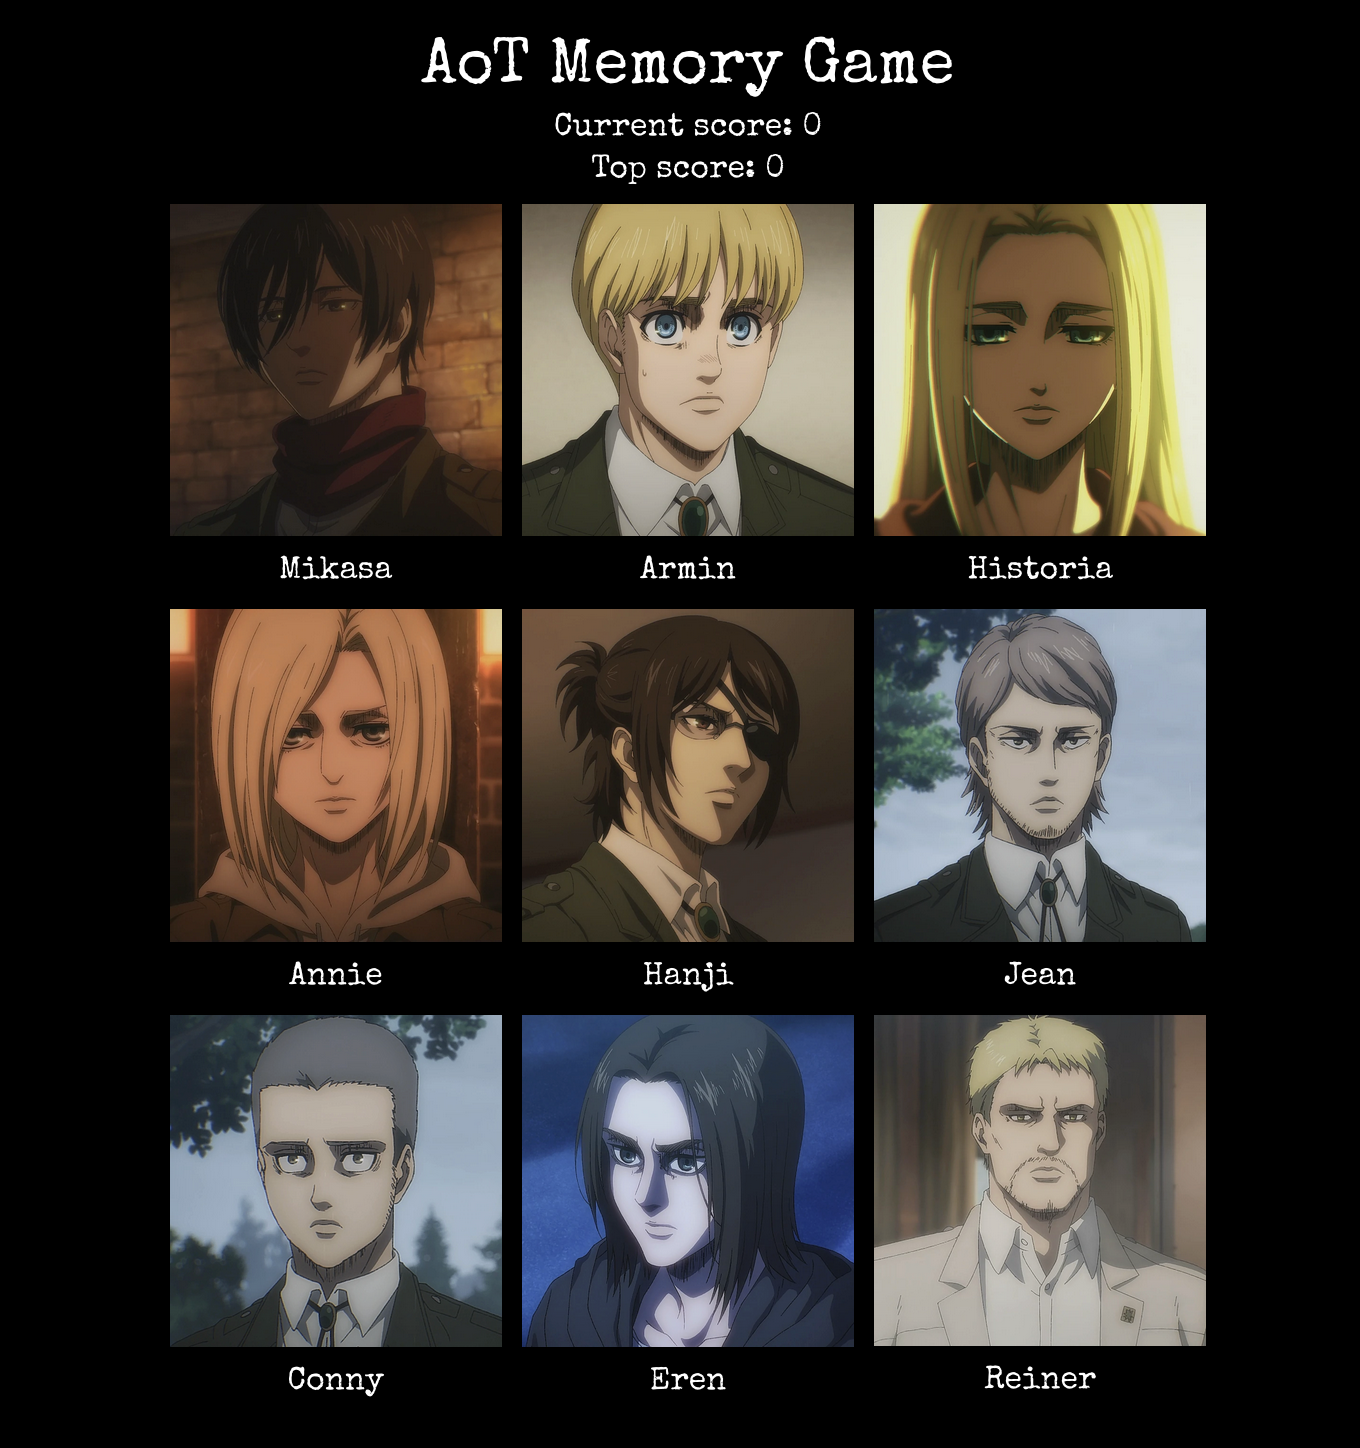 AoT Memory Game
Current score: 0
Top score: 0
Mikasa
Armin
Historia
Annie
Hanji
Jean
Conny
Eren
Reiner